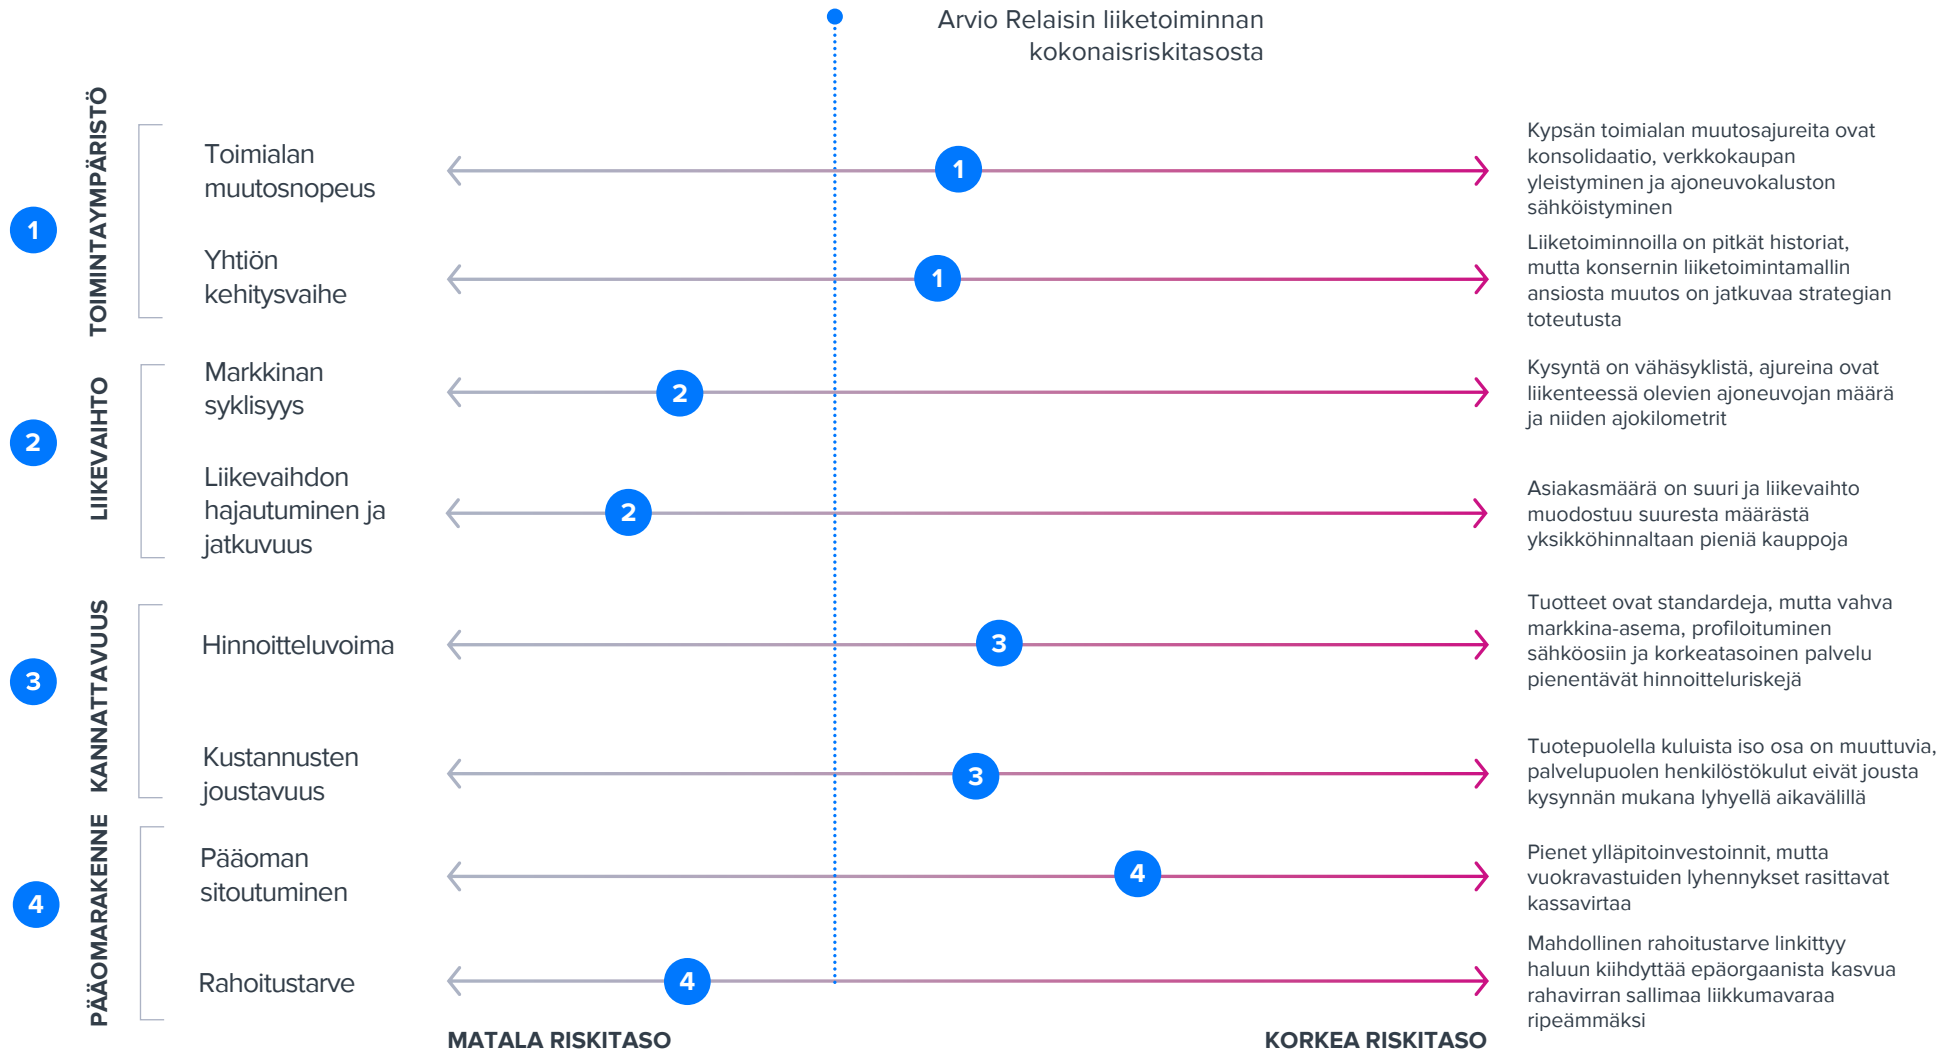 Arvio Relaisin liiketoiminnan
kokonaisriskitasosta
1
TOIMINTAYMPÄRISTÖ
Toimialan
muutosnopeus
1
Kypsän toimialan muutosajureita ovat
konsolidaatio, verkkokaupan
yleistyminen ja ajoneuvokaluston
sähköistyminen
Yhtiön
kehitysvaihe
1
Liiketoiminnoilla on pitkät historiat,
mutta konsernin liiketoimintamallin
ansiosta muutos on jatkuvaa strategian
toteutusta
2
LIIKEVAIHTO
Markkinan
syklisyys
2
Kysyntä on vähäsyklistä, ajureina ovat
liikenteessä olevien ajoneuvojan määrä
ja niiden ajokilometrit
Liikevaihdon
hajautuminen ja
jatkuvuus
2
Asiakasmäärä on suuri ja liikevaihto
muodostuu suuresta määrästä
yksikköhinnaltaan pieniä kauppoja
3
KANNATTAVUUS
Hinnoitteluvoima
3
Tuotteet ovat standardeja, mutta vahva
markkina-asema, profiloituminen
sähköosiin ja korkeatasoinen palvelu
pienentävät hinnoitteluriskejä
Kustannusten
joustavuus
3
Tuotepuolella kuluista iso osa on muuttuvia,
palvelupuolen henkilöstökulut eivät jousta
kysynnän mukana lyhyellä aikavälillä
4
PÄÄOMARAKENNE
Pääoman
sitoutuminen
4
Pienet ylläpitoinvestoinnit, mutta
vuokravastuiden lyhennykset rasittavat
kassavirtaa
Rahoitustarve
4
Mahdollinen rahoitustarve linkittyy
haluun kiihdyttää epäorgaanista kasvua
rahavirran sallimaa liikkumavaraa
ripeämmäksi
MATALA RISKITASO
KORKEA RISKITASO